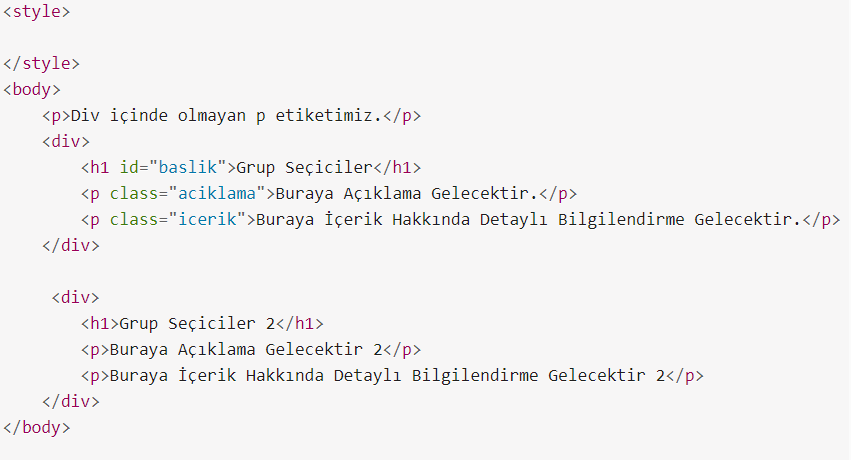 <style>
</style>
<body>
<p>Div içinde olmayan p etiketimiz.</p>
<div>
<h1 id="baslik">Grup Seçiciler</h1>
<p class="aciklama">Buraya Açıklama Gelecektir.</p>
<p class="icerik">Buraya İçerik Hakkında Detaylı Bilgilendirme Gelecektir.</p>
</div>
<div>
<h1>Grup Seçiciler 2</h1>
<p>Buraya Açıklama Gelecektir 2</p>
<p>Buraya İçerik Hakkında Detaylı Bilgilendirme Gelecektir 2</p>
</div>
</body>